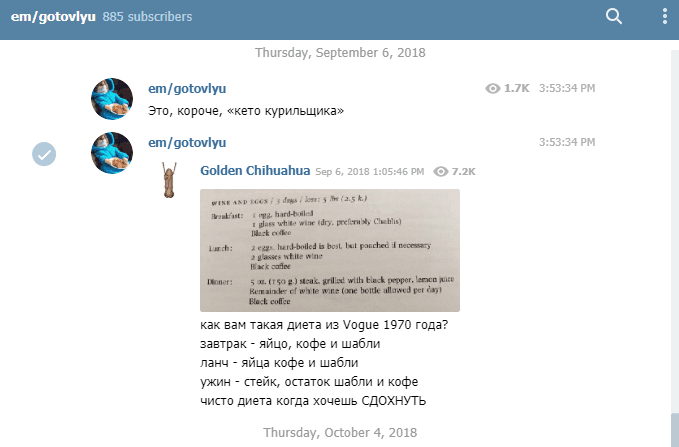 em/gotovlyu 885 subscribers
Thursday, September 6, 2018
em/gotovlyu 1.7K 3:53:34 PM
Это, короче, «кето курильщика»
em/gotovlyu 3:53:34 PM
Golden Chihuahua Sep 6, 2018 1:05:46 PM 7.2K
WINE AND EGGS / 3 days / loss: 5 lbs (2.5 k.)
Breakfast: 1 egg, hard-boiled
1 glass white wine (dry, preferably Chablis)
Black coffee
Lunch: 2 eggs, hard-boiled is best, but poached if necessary
2 glasses white wine
Black coffee
Dinner: 5 oz. (150 g.) steak, grilled with black pepper, lemon juice
Remainder of white wine (one bottle allowed per day)
Black coffee
как вам такая диета из Vogue 1970 года?
завтрак - яйцо, кофе и шабли
ланч - яйца кофе и шабли
ужин - стейк, остаток шабли и кофе
чисто диета когда хочешь СДОХНУТЬ
Thursday, October 4, 2018